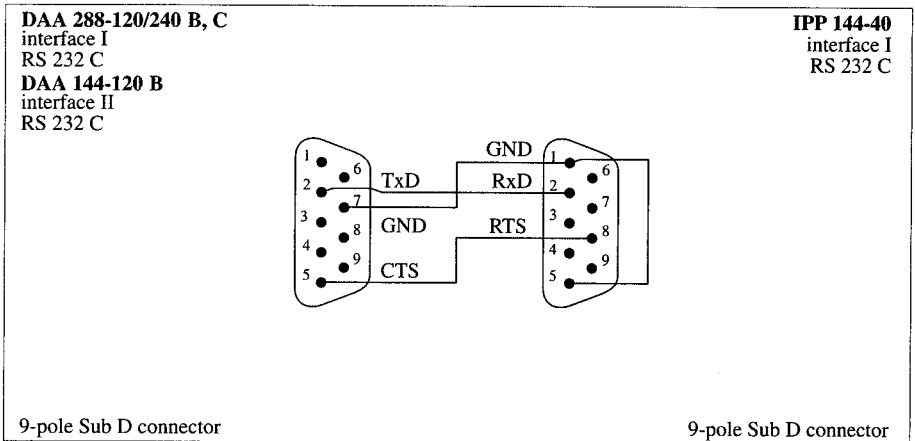 DAA 288-120/240 B, C
interface I
RS 232 C
DAA 144-120 B
interface II
RS 232 C
IPP 144-40
interface I
RS 232 C
1
6
2
7
3
8
4
9
5
TxD
GND
CTS
GND
RxD
RTS
1
6
2
7
3
8
4
9
5
9-pole Sub D connector
9-pole Sub D connector